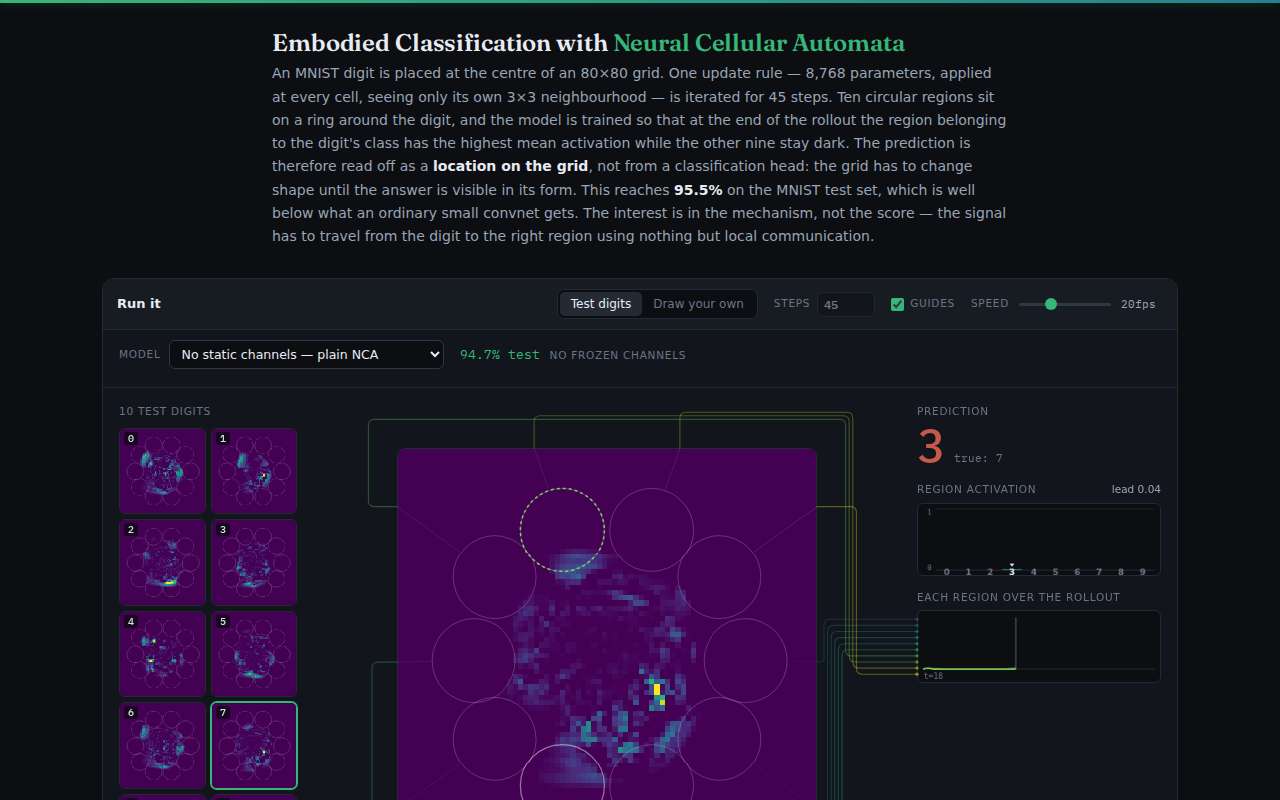 Embodied Classification with Neural Cellular Automata
An MNIST digit is placed at the centre of an 80×80 grid. One update rule — 8,768 parameters, applied
at every cell, seeing only its own 3×3 neighbourhood — is iterated for 45 steps. Ten circular regions sit
on a ring around the digit, and the model is trained so that at the end of the rollout the region belonging
to the digit's class has the highest mean activation while the other nine stay dark. The prediction is
therefore read off as a location on the grid, not from a classification head: the grid has to change
shape until the answer is visible in its form. This reaches 95.5% on the MNIST test set, which is well
below what an ordinary small convnet gets. The interest is in the mechanism, not the score — the signal
has to travel from the digit to the right region using nothing but local communication.
Run it
Test digits
Draw your own
STEPS 45
GUIDES
SPEED
20fps
MODEL
No static channels — plain NCA
94.7% test
NO FROZEN CHANNELS
10 TEST DIGITS
0
1
2
3
4
5
6
7
PREDICTION
3
true: 7
REGION ACTIVATION
lead 0.04
1
0
0 1 2 3 4 5 6 7 8 9
EACH REGION OVER THE ROLLOUT
t=18